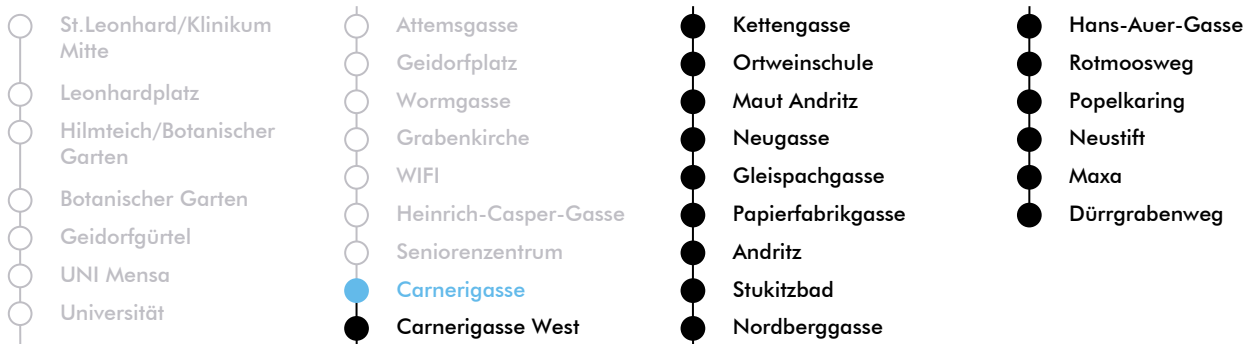 St.Leonhard/Klinikum
Mitte
Leonhardplatz
Hilmteich/Botanischer
Garten
Botanischer Garten
Geidorfgürtel
UNI Mensa
Universität
Attemsgasse
Geidorfplatz
Wormgasse
Grabenkirche
WIFI
Heinrich-Casper-Gasse
Seniorenzentrum
Carnerigasse
Carnerigasse West
Kettengasse
Ortweinschule
Maut Andritz
Neugasse
Gleispachgasse
Papierfabrikgasse
Andritz
Stukitzbad
Nordberggasse
Hans-Auer-Gasse
Rotmoosweg
Popelkaring
Neustift
Maxa
Dürrgrabenweg